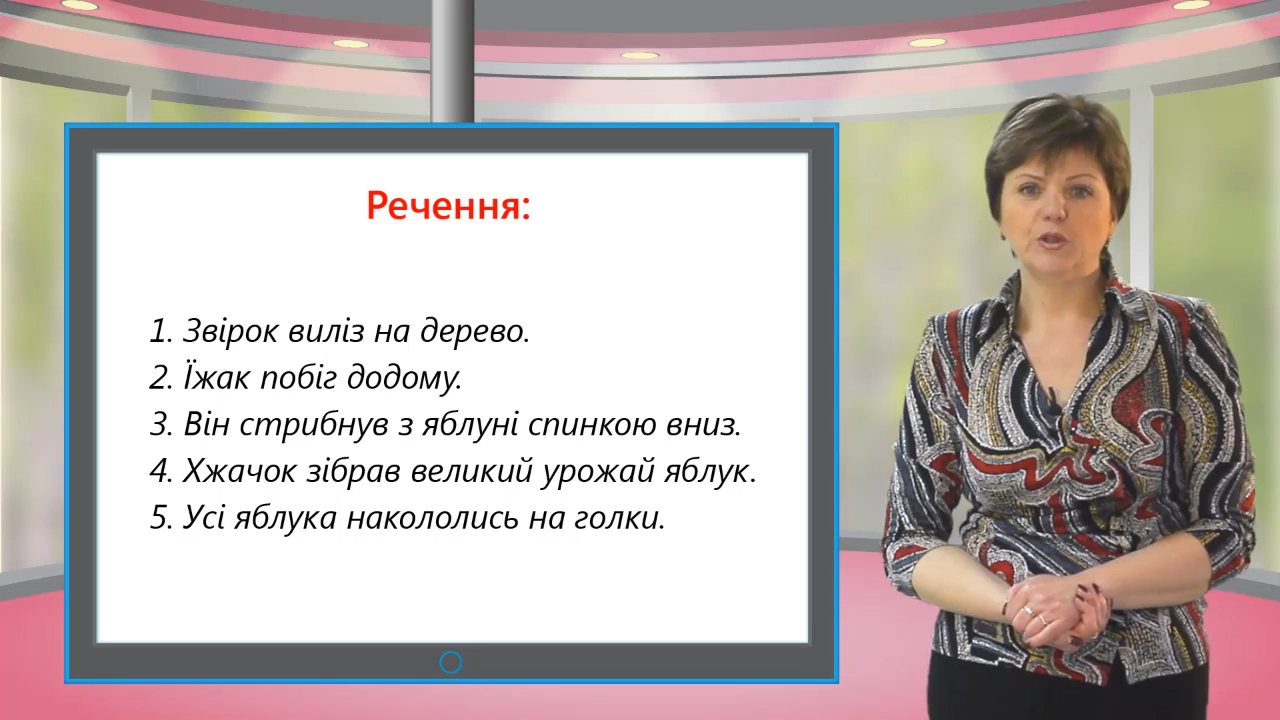 Речення:
1. Звірок виліз на дерево.
2. Їжак побіг додому.
3. Він стрибнув з яблуні спинкою вниз.
4. Хжачок зібрав великий урожай яблук.
5. Усі яблука накололись на голки.